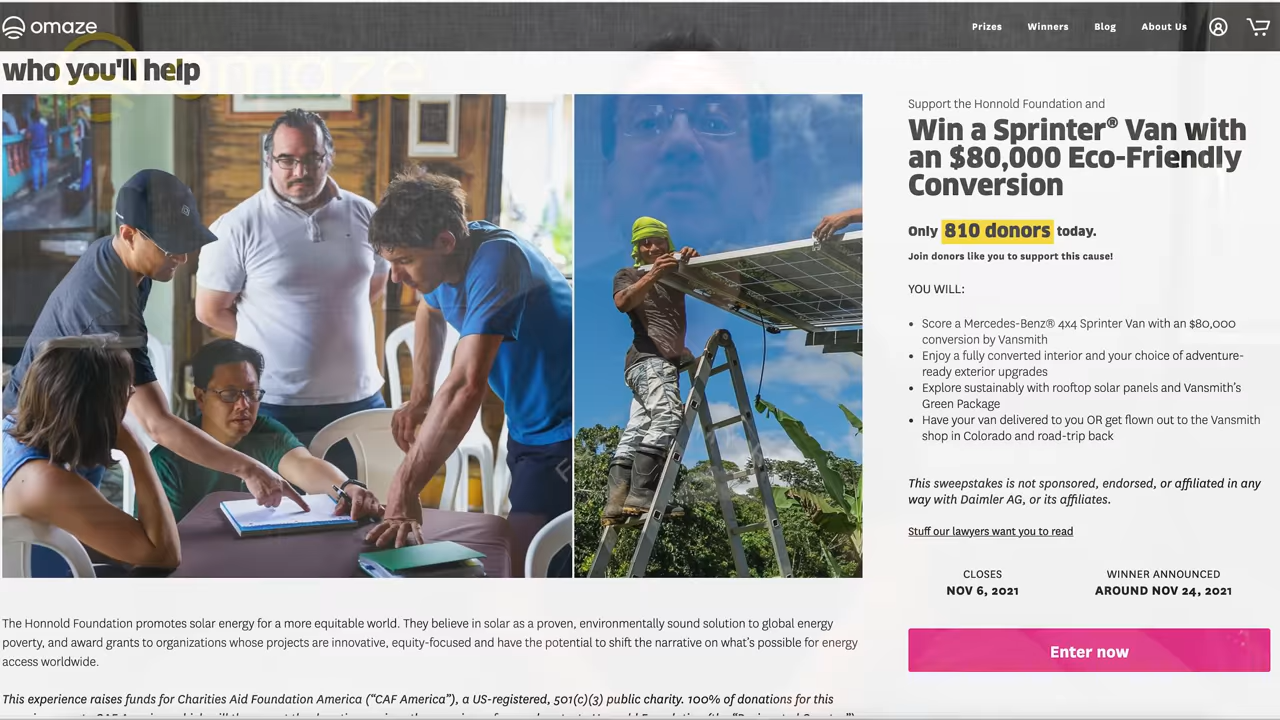 omaze
Prizes
Winners
Blog
About Us
omaze
who you'll help
Support the Honnold Foundation and
Win a Sprinter® Van with
an $80,000 Eco-Friendly
Conversion
Only 810 donors today.
Join donors like you to support this cause!
YOU WILL:
• Score a Mercedes-Benz® 4x4 Sprinter Van with an $80,000
conversion by Vansmith
• Enjoy a fully converted interior and your choice of adventure-
ready exterior upgrades
• Explore sustainably with rooftop solar panels and Vansmith's
Green Package
• Have your van delivered to you OR get flown out to the Vansmith
shop in Colorado and road-trip back
This sweepstakes is not sponsored, endorsed, or affiliated in any
way with Daimler AG, or its affiliates.
Stuff our lawyers want you to read
CLOSES
NOV 6, 2021
WINNER ANNOUNCED
AROUND NOV 24, 2021
Enter now
The Honnold Foundation promotes solar energy for a more equitable world. They believe in solar as a proven, environmentally sound solution to global energy
poverty, and award grants to organizations whose projects are innovative, equity-focused and have the potential to shift the narrative on what's possible for energy
access worldwide.
This experience raises funds for Charities Aid Foundation America (“CAF America”), a US-registered, 501(c)(3) public charity. 100% of donations for this